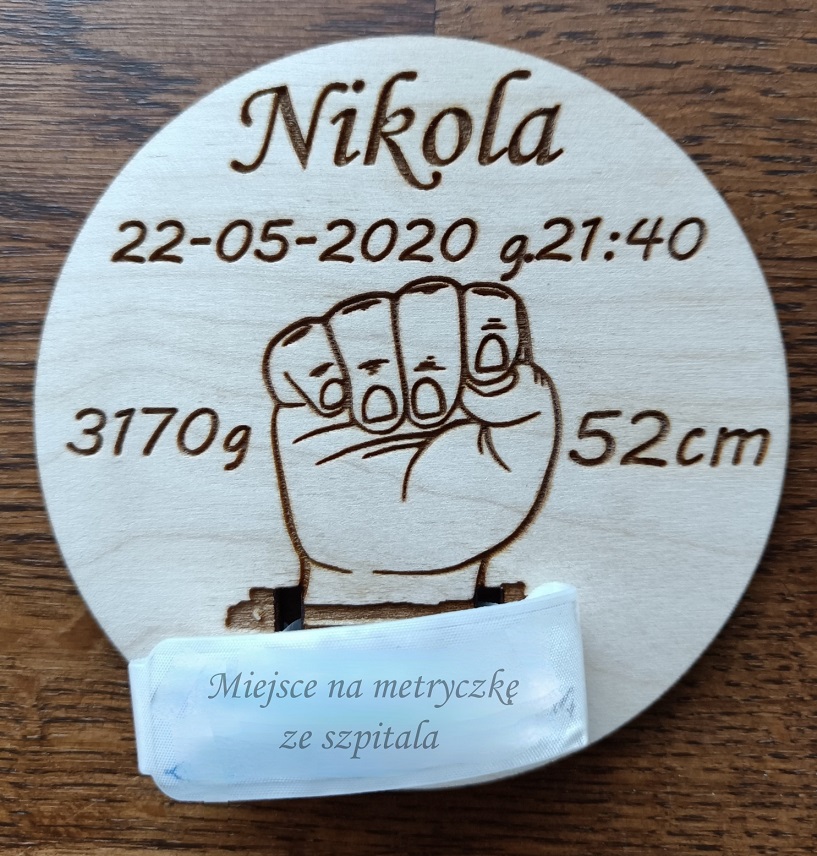 Nikola
22-05-2020 g.21:40
3170g
52cm
Miejsce na metryczkę
ze szpitala